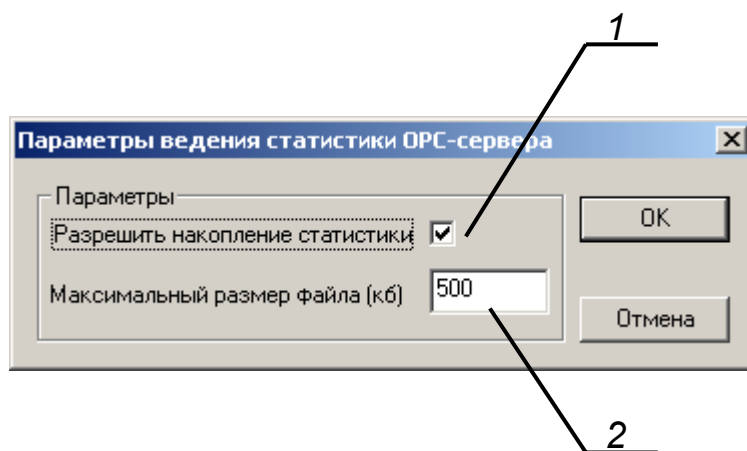 1
Параметры ведения статистики ОРС-сервера
Параметры
Разрешить накопление статистики
OK
Максимальный размер файла (кб)
500
Отмена
2